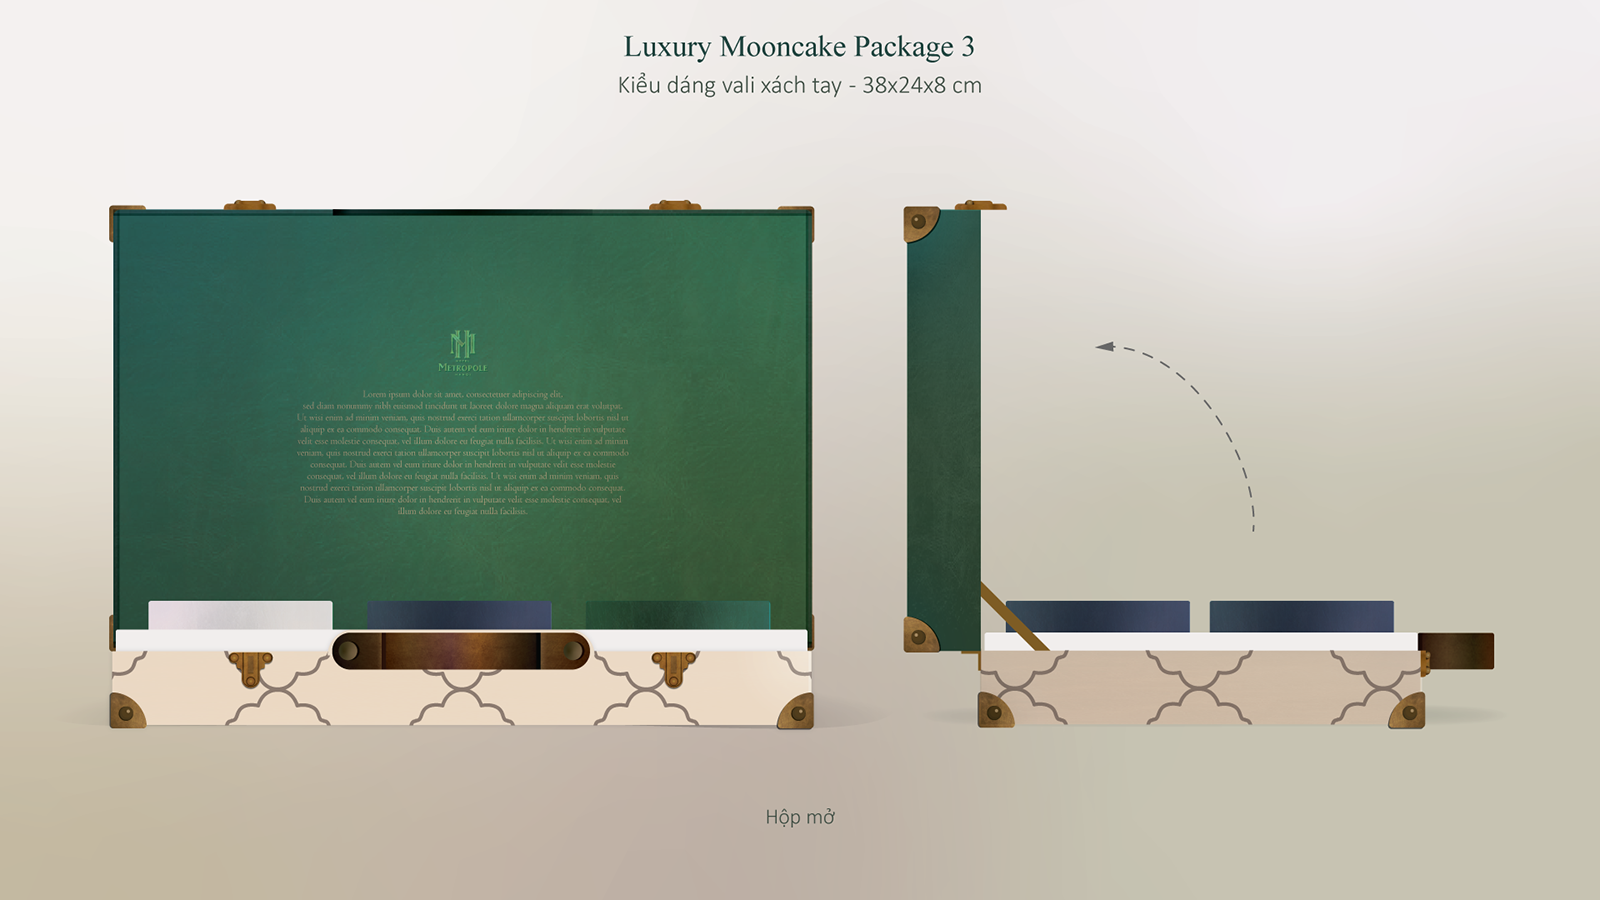 Luxury Mooncake Package 3
Kiểu dáng vali xách tay - 38x24x8 cm
METROPOLE
Lorem ipsum dolor sit amet, consectetuer adipiscing elit,
sed diam nonummy nibh euismod tincidunt ut laoreet dolore magna aliquam erat volutpat.
Ut wisi enim ad minim veniam, quis nostrud exerci tation ullamcorper suscipit lobortis nisl ut
aliquip ex ea commodo consequat. Duis autem vel eum iriure dolor in hendrerit in vulputate
velit esse molestie consequat, vel illum dolore eu feugiat nulla facilisis. Ut wisi enim ad minim
veniam, quis nostrud exerci tation ullamcorper suscipit lobortis nisl ut aliquip ex ea commodo
consequat. Duis autem vel eum iriure dolor in hendrerit in vulputate velit esse molestie
consequat, vel illum dolore eu feugiat nulla facilisis. Ut wisi enim ad minim veniam, quis
nostrud exerci tation ullamcorper suscipit lobortis nisl ut aliquip ex ea commodo consequat.
Duis autem vel eum iriure dolor in hendrerit in vulputate velit esse molestie consequat, vel
illum dolore eu feugiat nulla facilisis.
Hộp mở